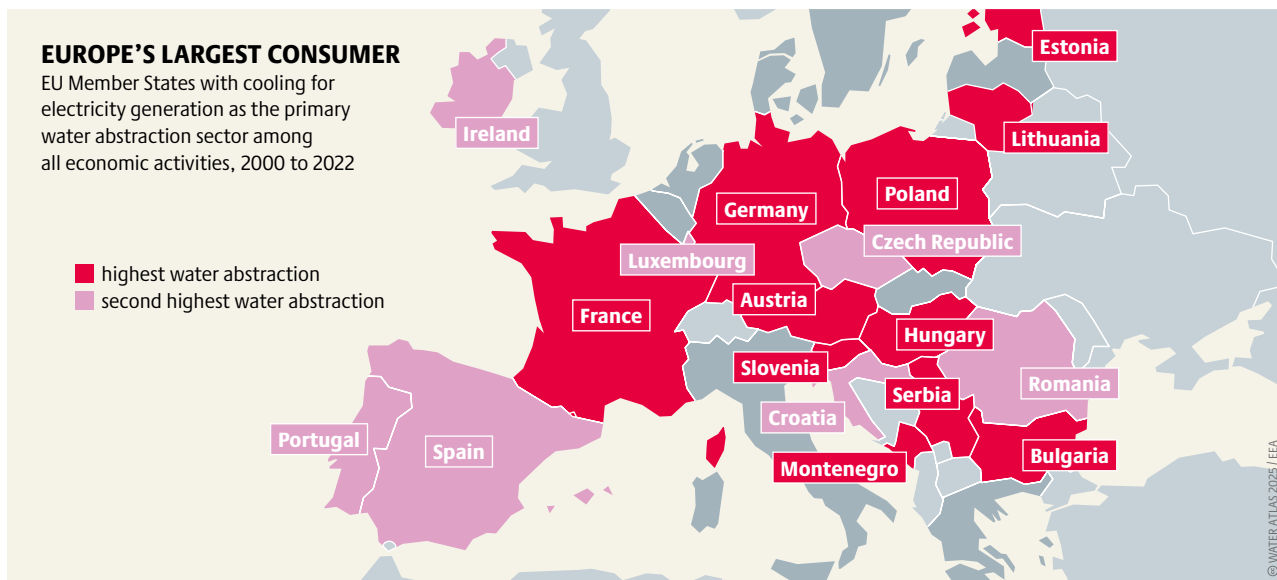 EUROPE'S LARGEST CONSUMER
EU Member States with cooling for
electricity generation as the primary
water abstraction sector among
all economic activities, 2000 to 2022
highest water abstraction
second highest water abstraction
Estonia
Ireland
Lithuania
Poland
Germany
Czech Republic
Luxembourg
Austria
France
Hungary
Slovenia
Romania
Serbia
Croatia
Portugal
Spain
Bulgaria
Montenegro
© WATER ATLAS 2025 / EEA